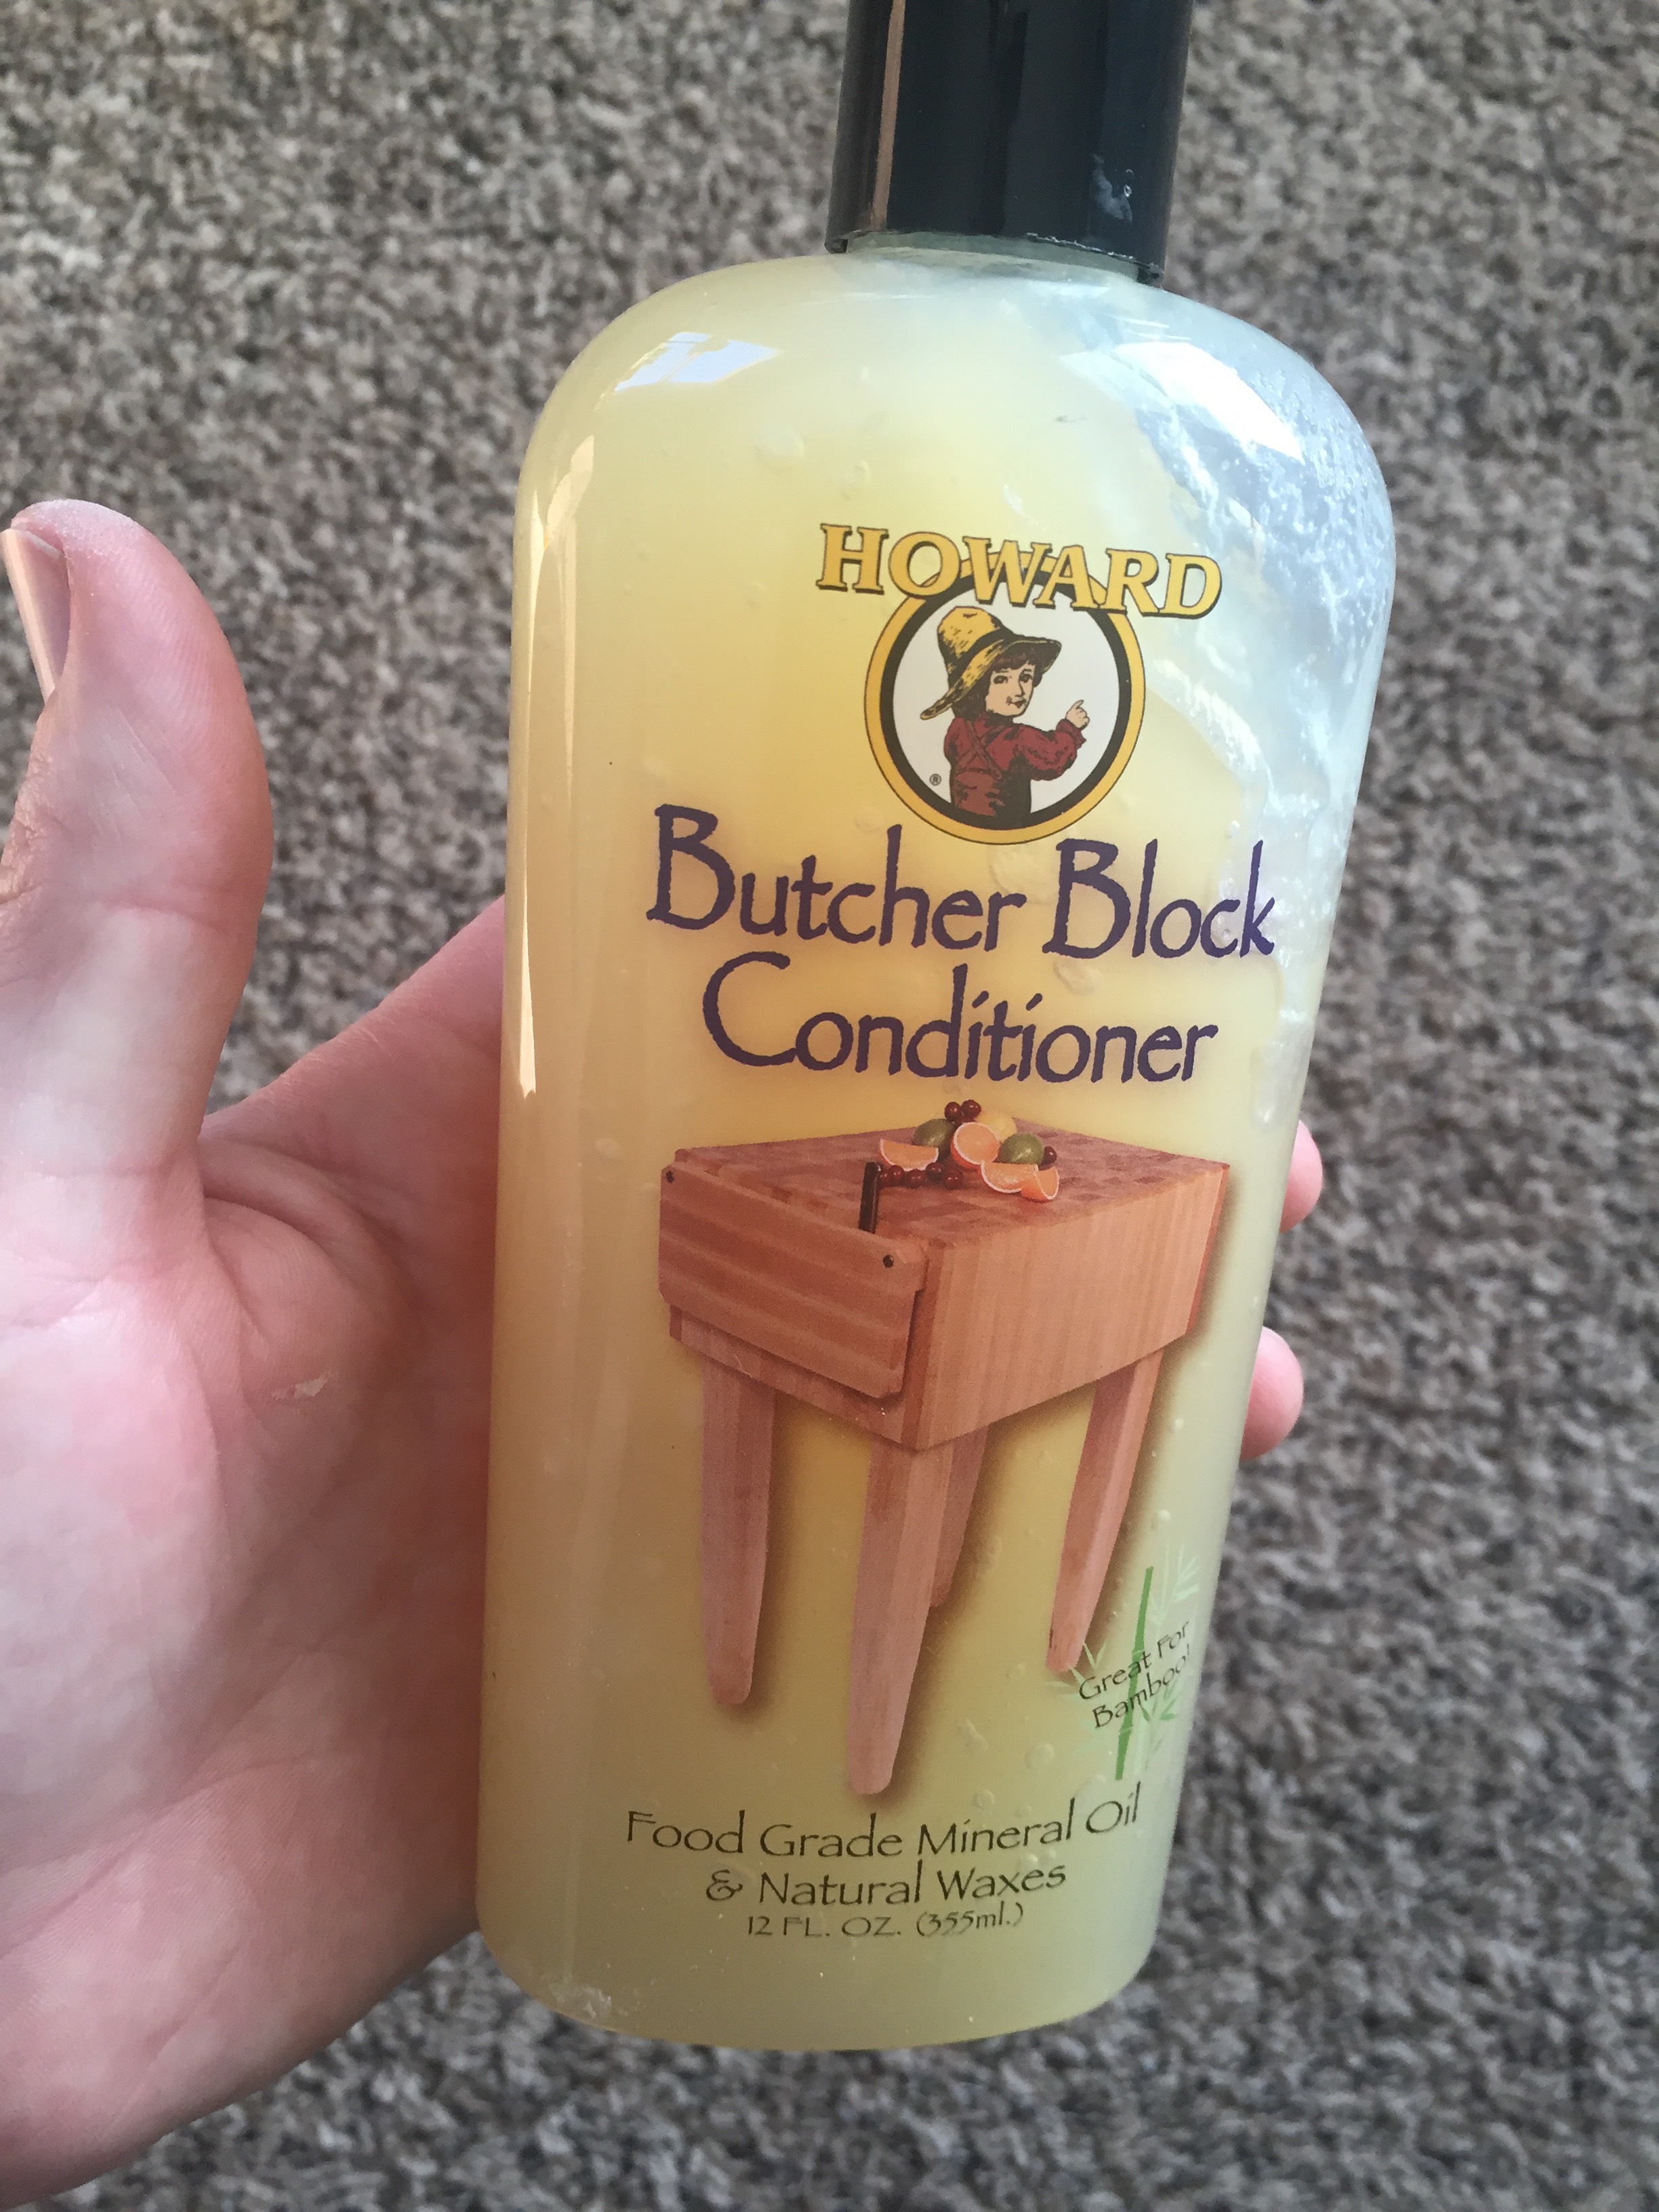 HOWARD
®
Butcher Block
Conditioner
Great For
Bamboo!
Food Grade Mineral Oil
& Natural Waxes
12 FL. OZ. (355ml.)